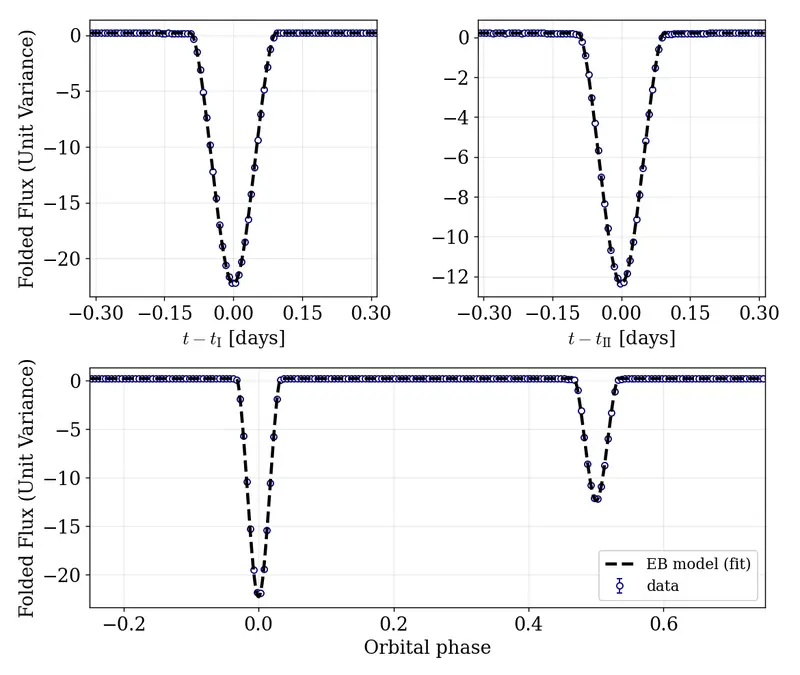 Folded Flux (Unit Variance)
0
−5
−10
−15
−20
−0.30 −0.15 0.00 0.15 0.30
t − t_I [days]
0
−2
−4
−6
−8
−10
−12
−0.30 −0.15 0.00 0.15 0.30
t − t_II [days]
Folded Flux (Unit Variance)
0
−5
−10
−15
−20
−0.2 0.0 0.2 0.4 0.6
Orbital phase
EB model (fit)
data